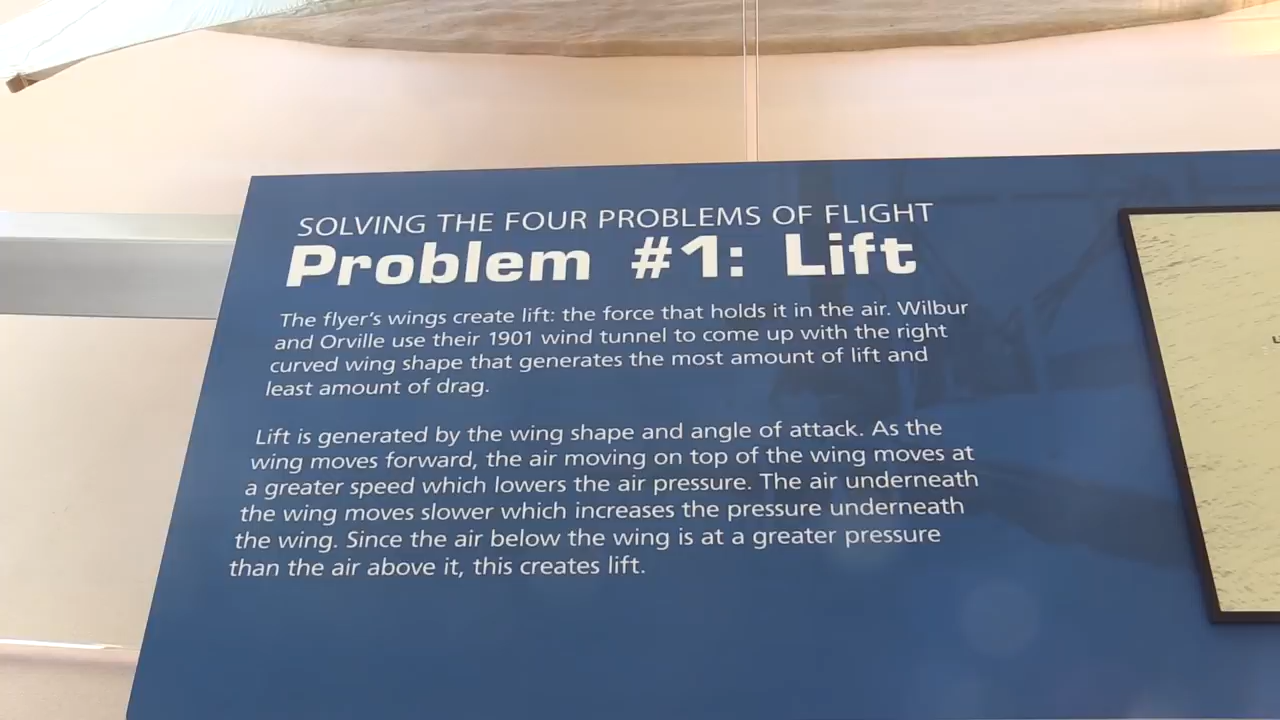 SOLVING THE FOUR PROBLEMS OF FLIGHT
Problem #1: Lift
The flyer's wings create lift: the force that holds it in the air. Wilbur
and Orville use their 1901 wind tunnel to come up with the right
curved wing shape that generates the most amount of lift and
least amount of drag.
Lift is generated by the wing shape and angle of attack. As the
wing moves forward, the air moving on top of the wing moves at
a greater speed which lowers the air pressure. The air underneath
the wing moves slower which increases the pressure underneath
the wing. Since the air below the wing is at a greater pressure
than the air above it, this creates lift.